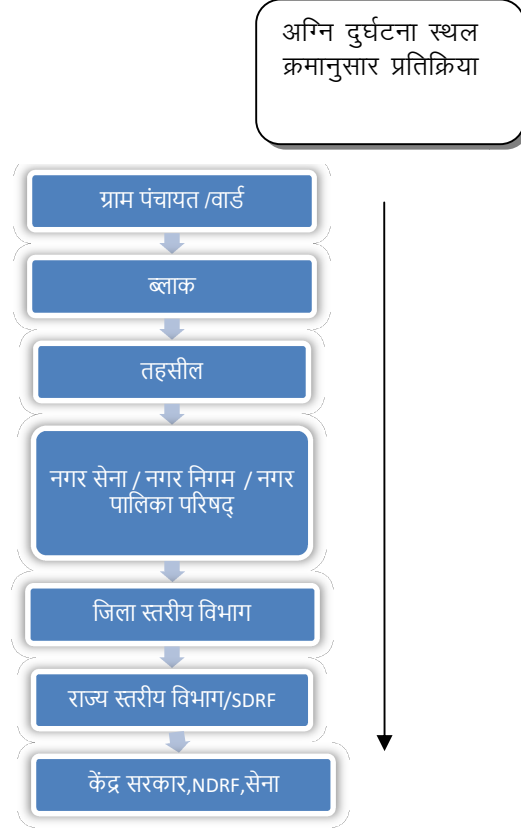 अग्नि दुर्घटना स्थल
क्रमानुसार प्रतिक्रिया
ग्राम पंचायत /वार्ड
ब्लाक
तहसील
नगर सेना / नगर निगम / नगर
पालिका परिषद्
जिला स्तरीय विभाग
राज्य स्तरीय विभाग/SDRF
केंद्र सरकार,NDRF,सेना